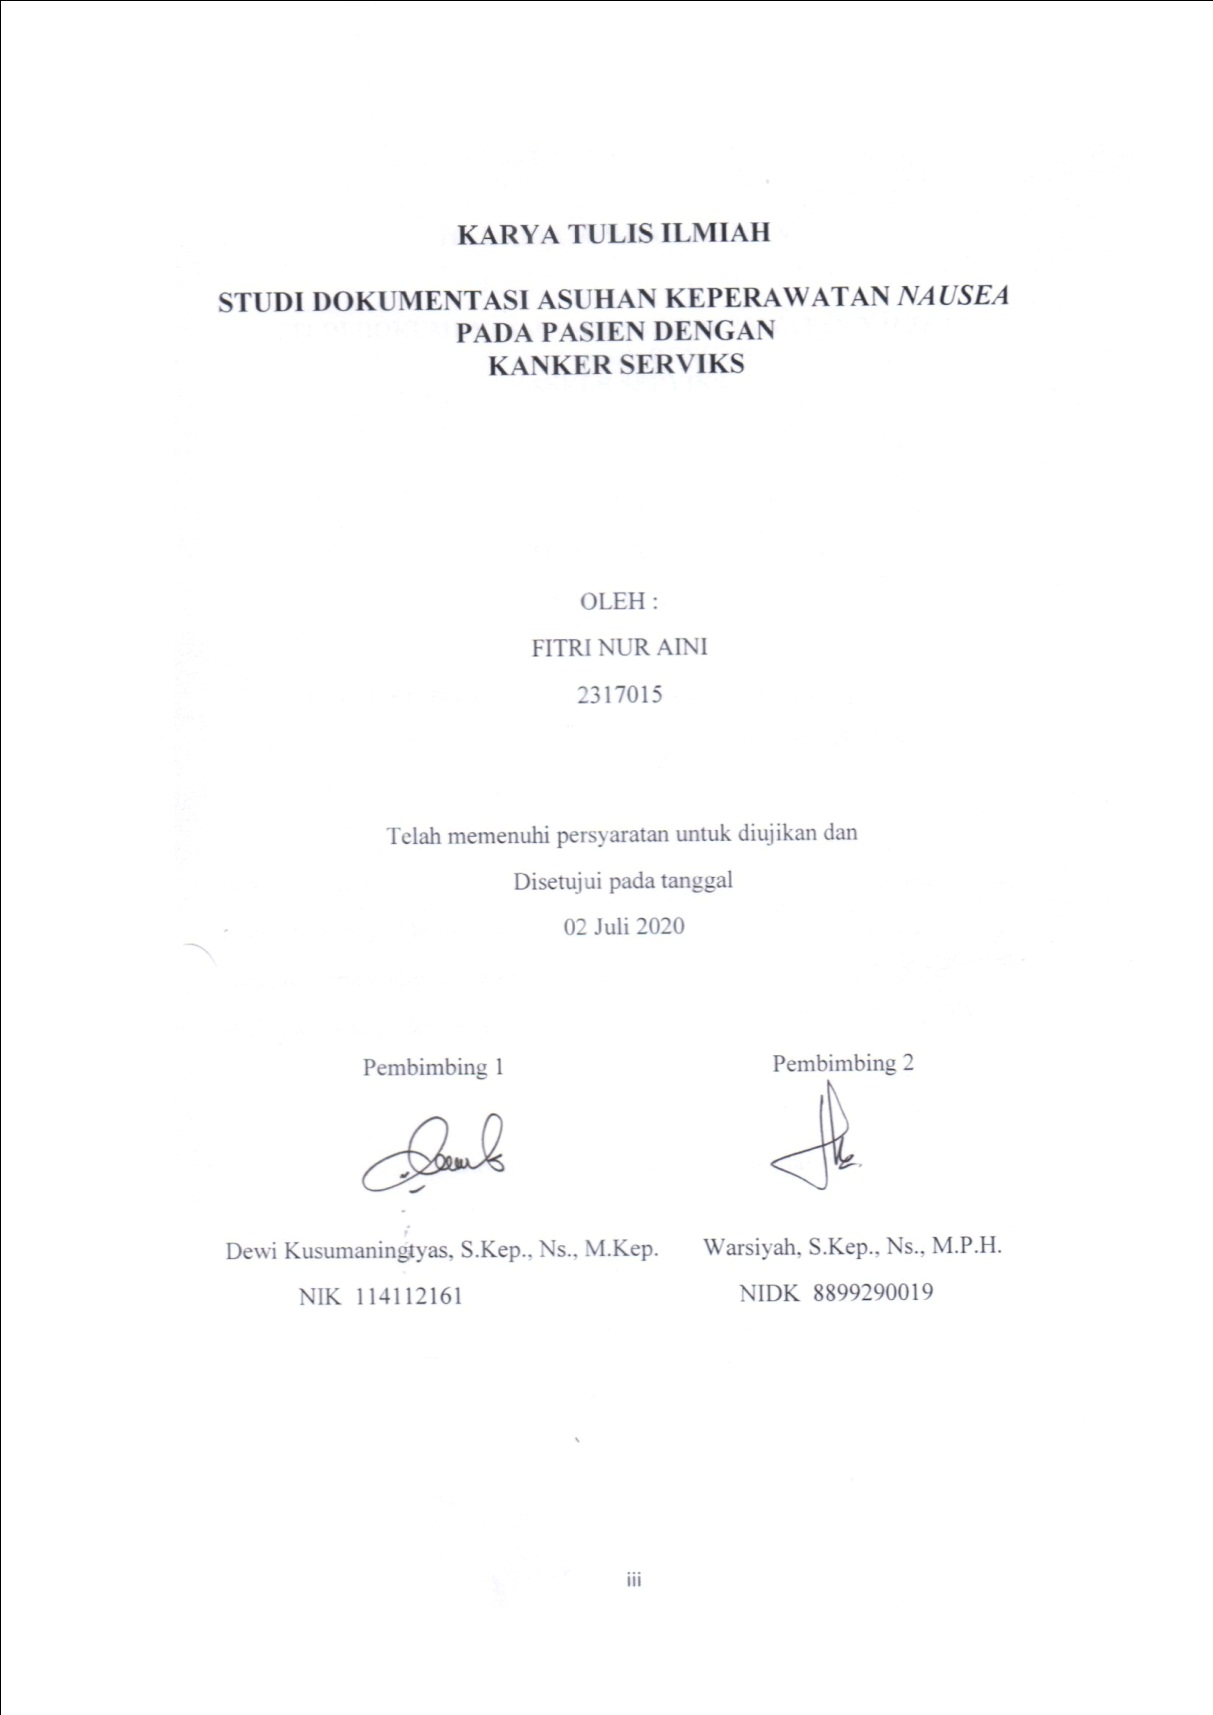 KARYA TULIS ILMIAH
STUDI DOKUMENTASI ASUHAN KEPERAWATAN NAUSEA
PADA PASIEN DENGAN
KANKER SERVIKS
OLEH :
FITRI NUR AINI
2317015
Telah memenuhi persyaratan untuk diujikan dan
Disetujui pada tanggal
02 Juli 2020
Pembimbing 1 Pembimbing 2
Dewi Kusumaningtyas, S.Kep., Ns., M.Kep. Warsiyah, S.Kep., Ns., M.P.H.
NIK 114112161 NIDK 8899290019
iii